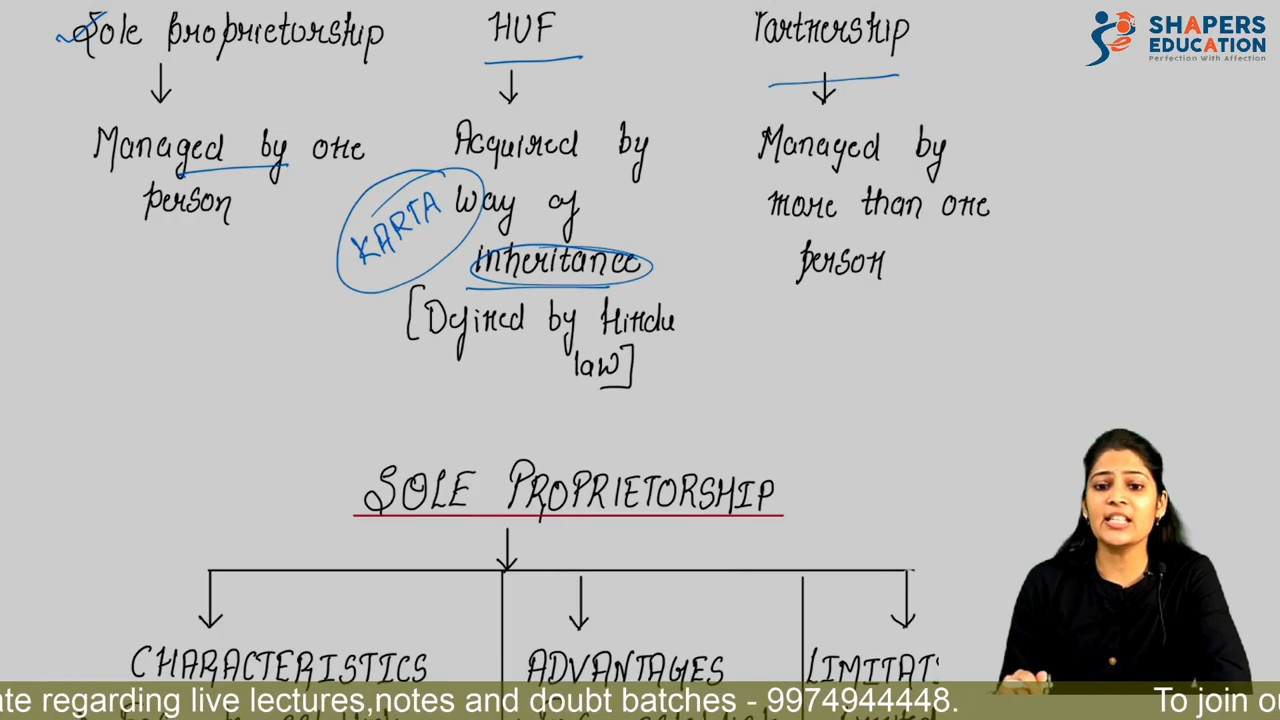 Sole proprietorship
HUF
Partnership
SHAPERS
EDUCATION
Perfection With Affection
Managed by one
person
Acquired by
way of
inheritance
[Defined by Hindu
law]
KARTA
Managed by
more than one
person
SOLE PROPRIETORSHIP
CHARACTERISTICS
ADVANTAGES
LIMITAT
ate regarding live lectures,notes and doubt batches - 9974944448.
To join ou